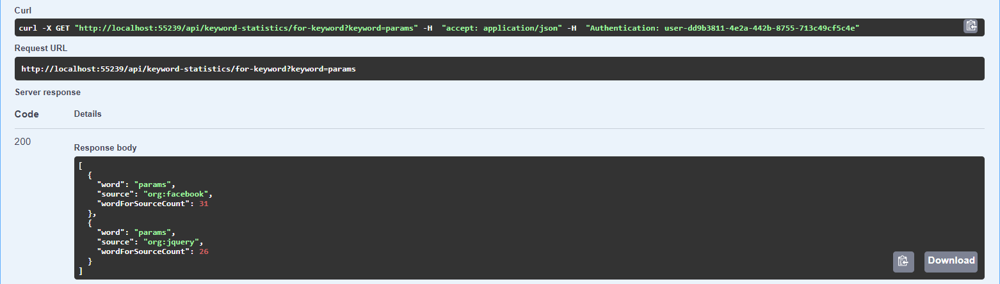 Curl
curl -X GET "http://localhost:55239/api/keyword-statistics/for-keyword?keyword=params" -H  "accept: application/json" -H  "Authentication: user-dd9b3811-4e2a-442b-8755-713c49cf5c4e"
Request URL
http://localhost:55239/api/keyword-statistics/for-keyword?keyword=params
Server response
Code Details
200
Response body
[
  {
    "word": "params",
    "source": "org:facebook",
    "wordForSourceCount": 31
  },
  {
    "word": "params",
    "source": "org:jquery",
    "wordForSourceCount": 26
  }
]
Download